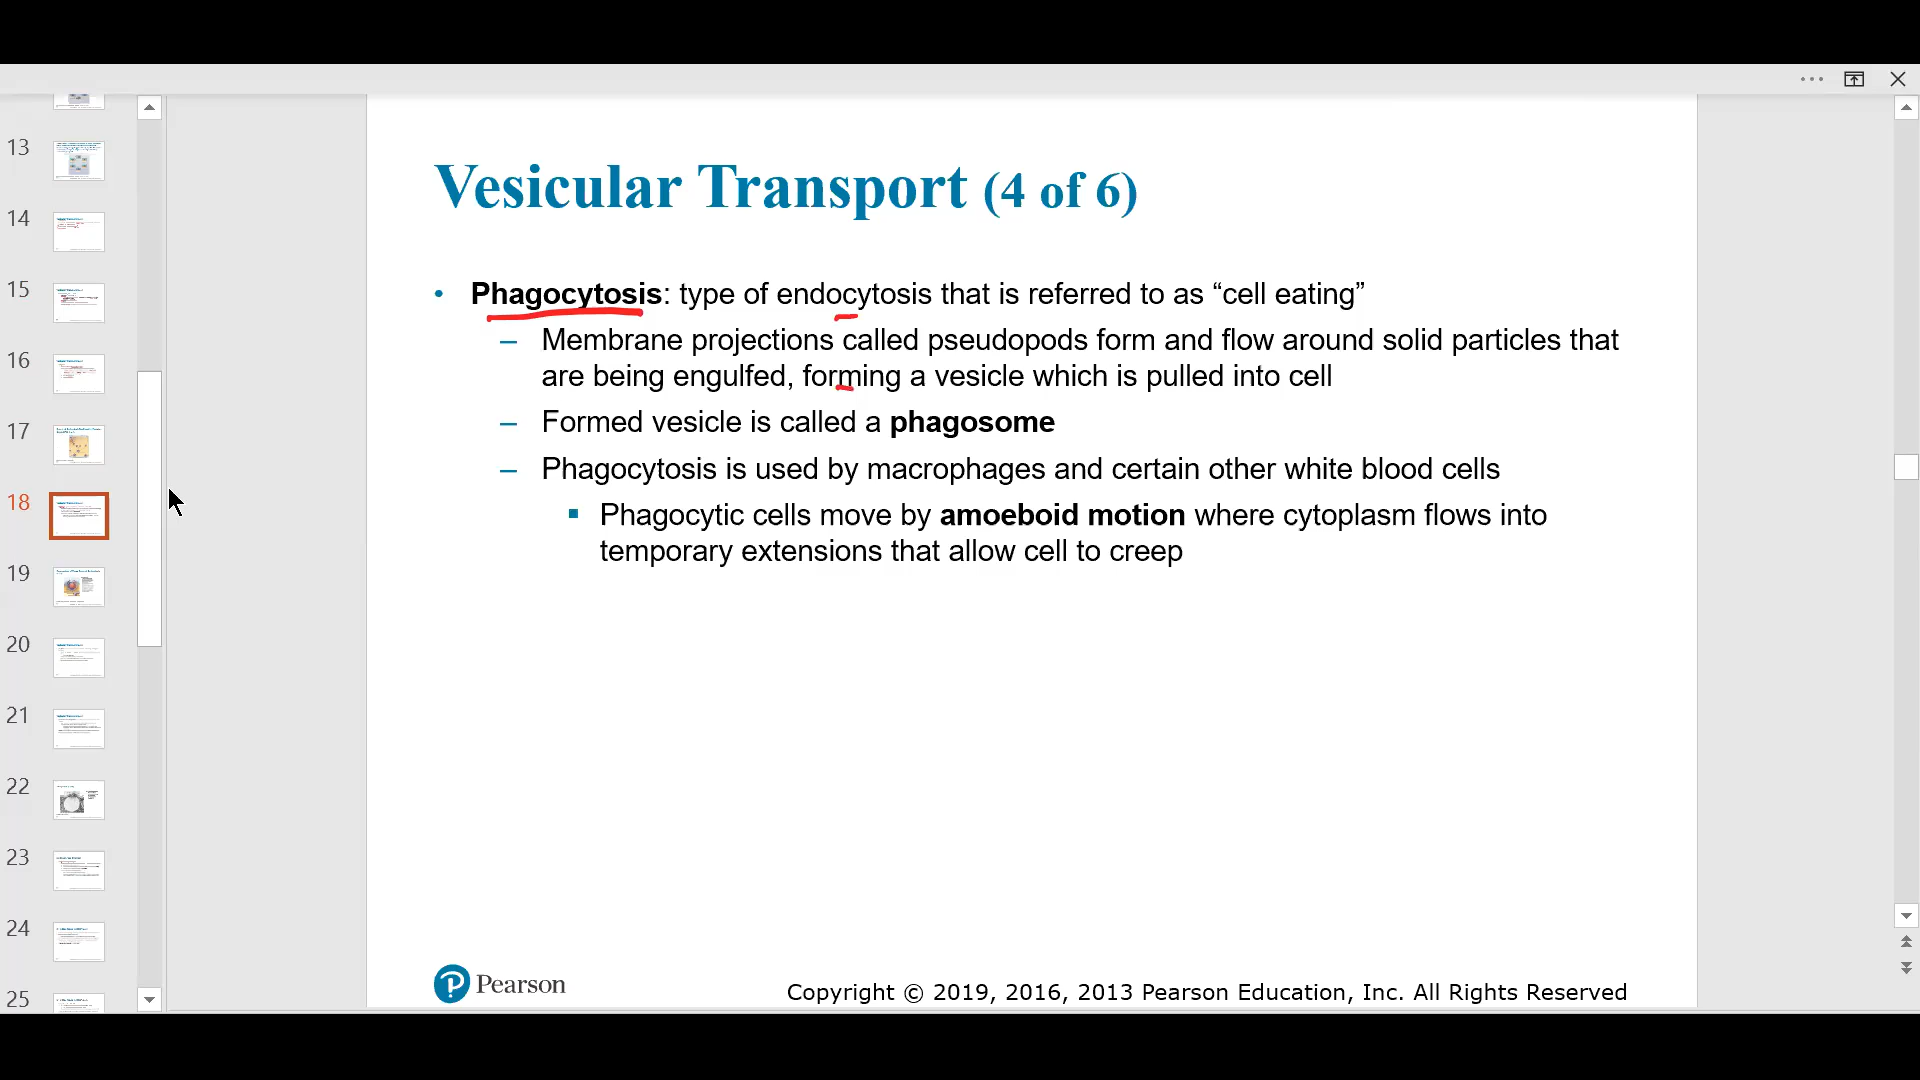 Vesicular Transport (4 of 6)
• Phagocytosis: type of endocytosis that is referred to as “cell eating”
– Membrane projections called pseudopods form and flow around solid particles that
are being engulfed, forming a vesicle which is pulled into cell
– Formed vesicle is called a phagosome
– Phagocytosis is used by macrophages and certain other white blood cells
▪ Phagocytic cells move by amoeboid motion where cytoplasm flows into
temporary extensions that allow cell to creep
Pearson
Copyright © 2019, 2016, 2013 Pearson Education, Inc. All Rights Reserved
13
14
15
16
17
18
19
20
21
22
23
24
25